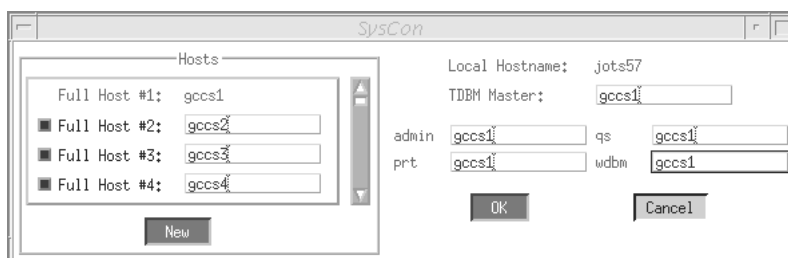 SysCon
Hosts
Full Host #1: gccs1
Full Host #2: gccs2
Full Host #3: gccs3
Full Host #4: gccs4
New
Local Hostname: jots57
TDBM Master: gccs1
admin gccs1 qs gccs1
prt gccs1 wdbm gccs1
OK Cancel